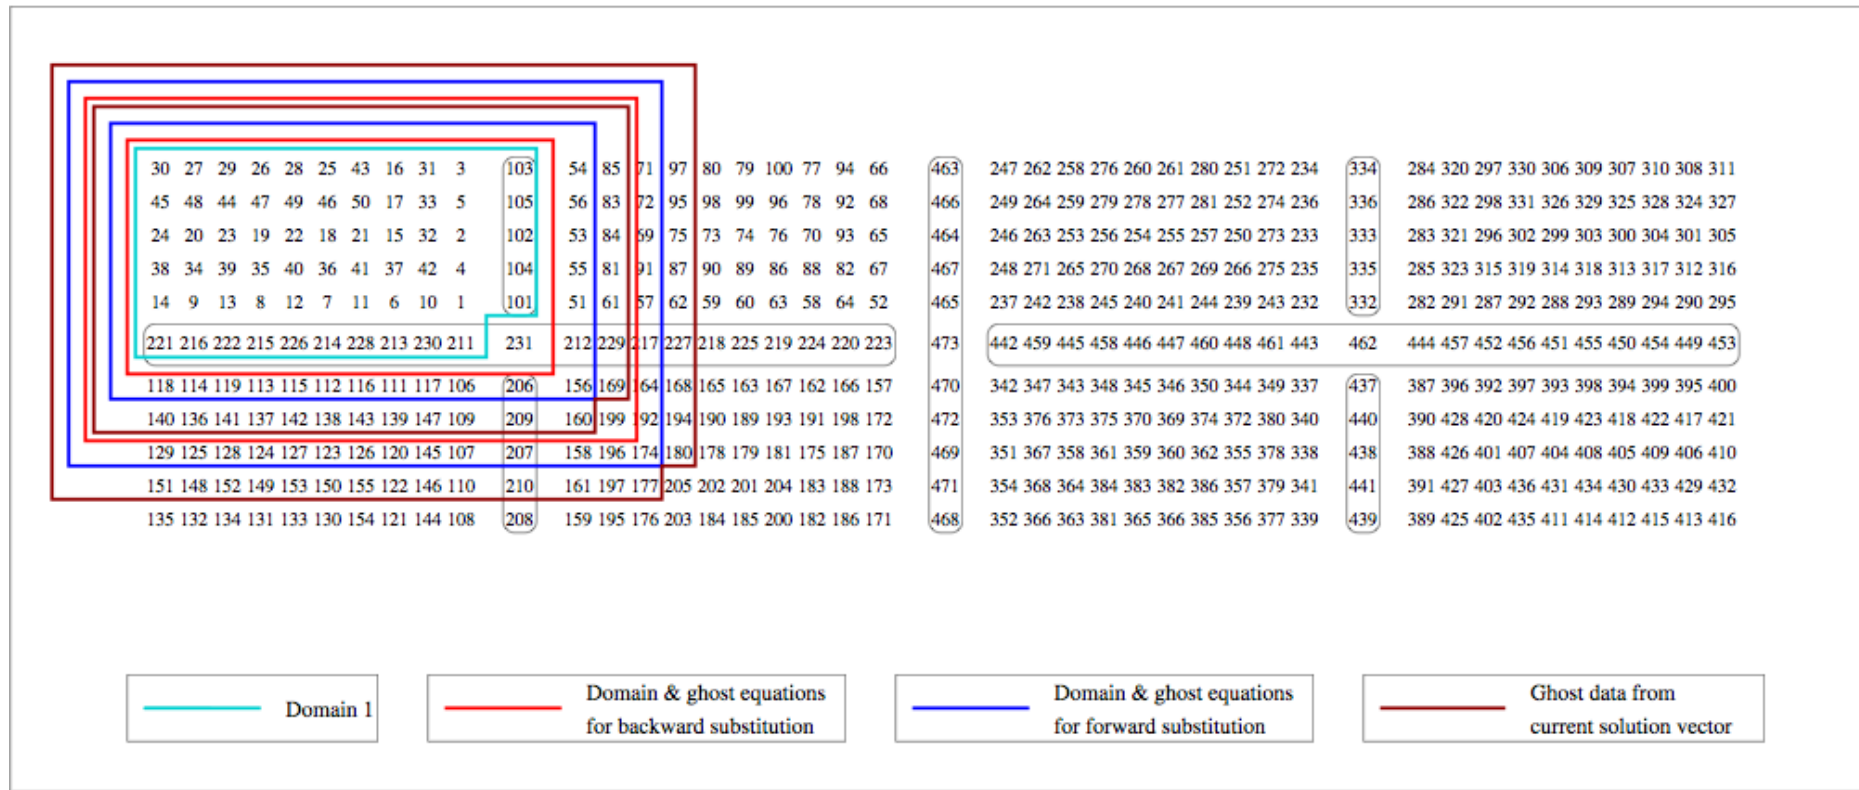 30 27 29 26 28 25 43 16 31 3 103 54 85 71 97 80 79 100 77 94 66 463 247 262 258 276 260 261 280 251 272 234 334 284 320 297 330 306 309 307 310 308 311
45 48 44 47 49 46 50 17 33 5 105 56 83 72 95 98 99 96 78 92 68 466 249 264 259 279 278 277 281 252 274 236 336 286 322 298 331 326 329 325 328 324 327
24 20 23 19 22 18 21 15 32 2 102 53 84 69 75 73 74 76 70 93 65 464 246 263 253 256 254 255 257 250 273 233 333 283 321 296 302 299 303 300 304 301 305
38 34 39 35 40 36 41 37 42 4 104 55 81 91 87 90 89 86 88 82 67 467 248 271 265 270 268 267 269 266 275 235 335 285 323 315 319 314 318 313 317 312 316
14 9 13 8 12 7 11 6 10 1 101 51 61 57 62 59 60 63 58 64 52 465 237 242 238 245 240 241 244 239 243 232 332 282 291 287 292 288 293 289 294 290 295
221 216 222 215 226 214 228 213 230 211 231 212 229 217 227 218 225 219 224 220 223 473 442 459 445 458 446 447 460 448 461 443 462 444 457 452 456 451 455 450 454 449 453
118 114 119 113 115 112 116 111 117 106 206 156 169 164 168 165 163 167 162 166 157 470 342 347 343 348 345 346 350 344 349 337 437 387 396 392 397 393 398 394 399 395 400
140 136 141 137 142 138 143 139 147 109 209 160 199 192 194 190 189 193 191 198 172 472 353 376 373 375 370 369 374 372 380 340 440 390 428 420 424 419 423 418 422 417 421
129 125 128 124 127 123 126 120 145 107 207 158 196 174 180 178 179 181 175 187 170 469 351 367 358 361 359 360 362 355 378 338 438 388 426 401 407 404 408 405 409 406 410
151 148 152 149 153 150 155 122 146 110 210 161 197 177 205 202 201 204 183 188 173 471 354 368 364 384 383 382 386 357 379 341 441 391 427 403 436 431 434 430 433 429 432
135 132 134 131 133 130 154 121 144 108 208 159 195 176 203 184 185 200 182 186 171 468 352 366 363 381 365 366 385 356 377 339 439 389 425 402 435 411 414 412 415 413 416
Domain 1
Domain & ghost equations
for backward substitution
Domain & ghost equations
for forward substitution
Ghost data from
current solution vector